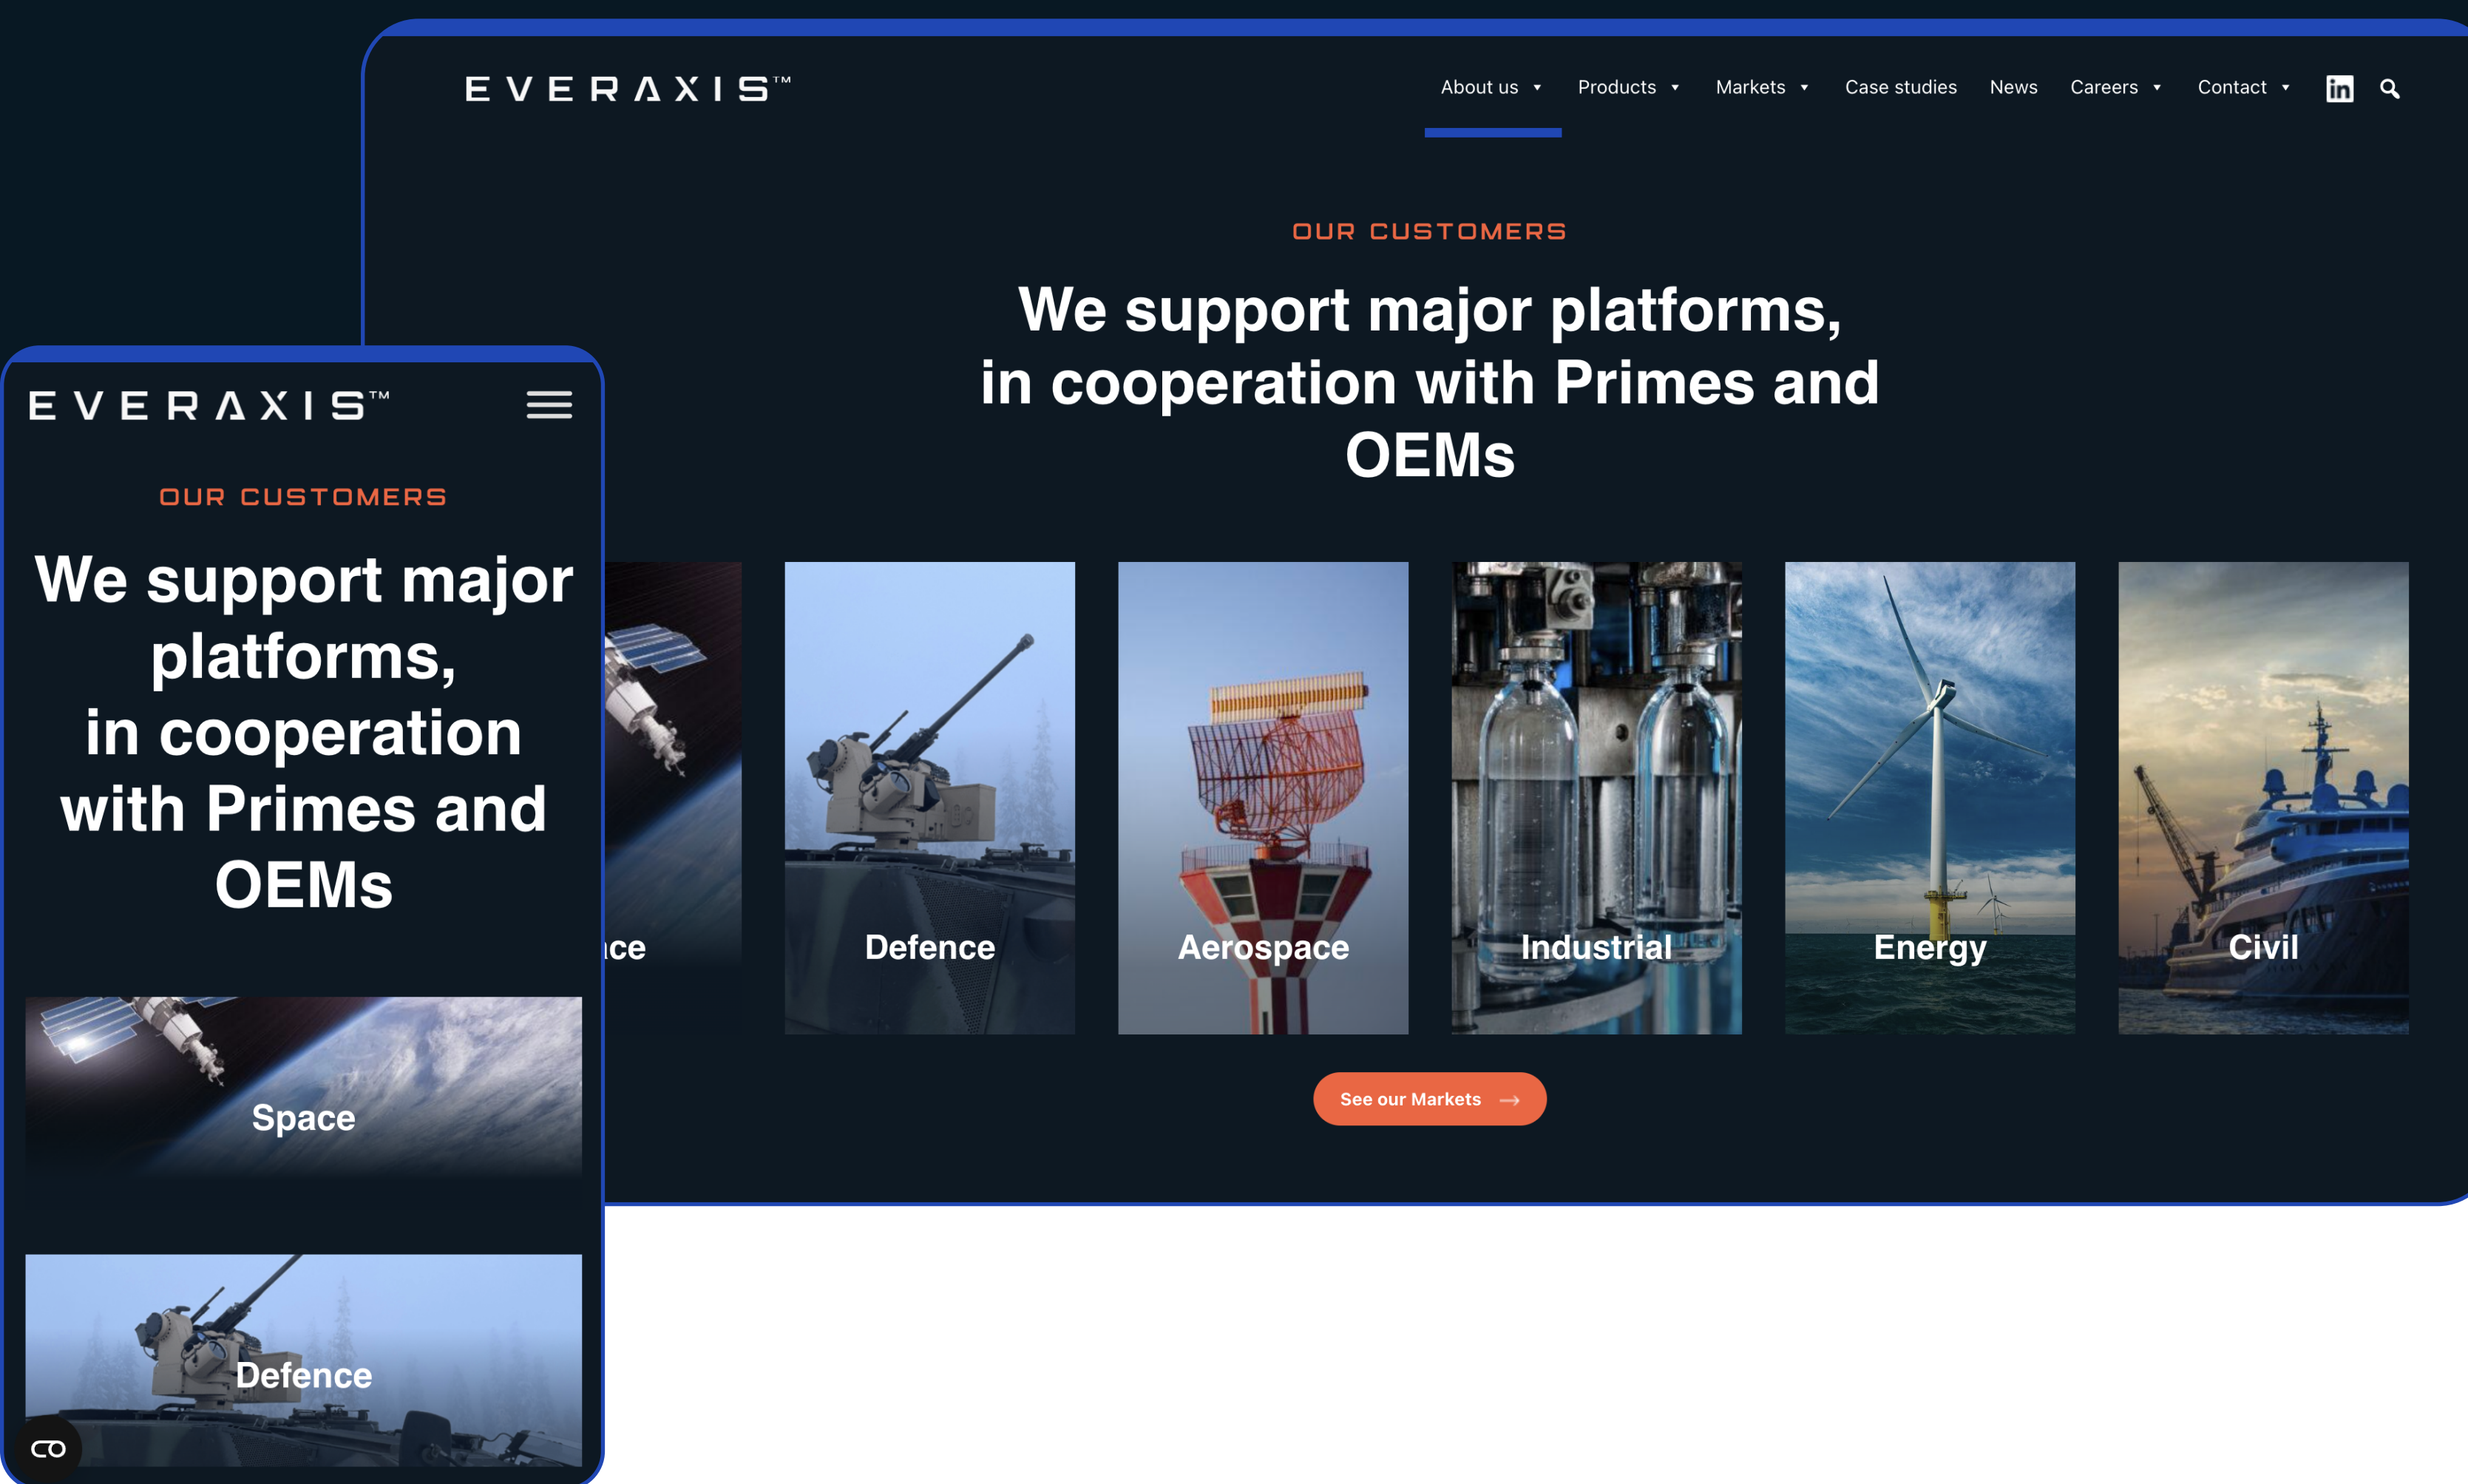 EVERAXIS™
About us
Products
Markets
Case studies
News
Careers
Contact
in
OUR CUSTOMERS
We support major platforms,
in cooperation with Primes and
OEMs
Defence
Aerospace
Industrial
Energy
Civil
See our Markets
EVERAXIS™
OUR CUSTOMERS
We support major
platforms,
in cooperation
with Primes and
OEMs
Space
Defence